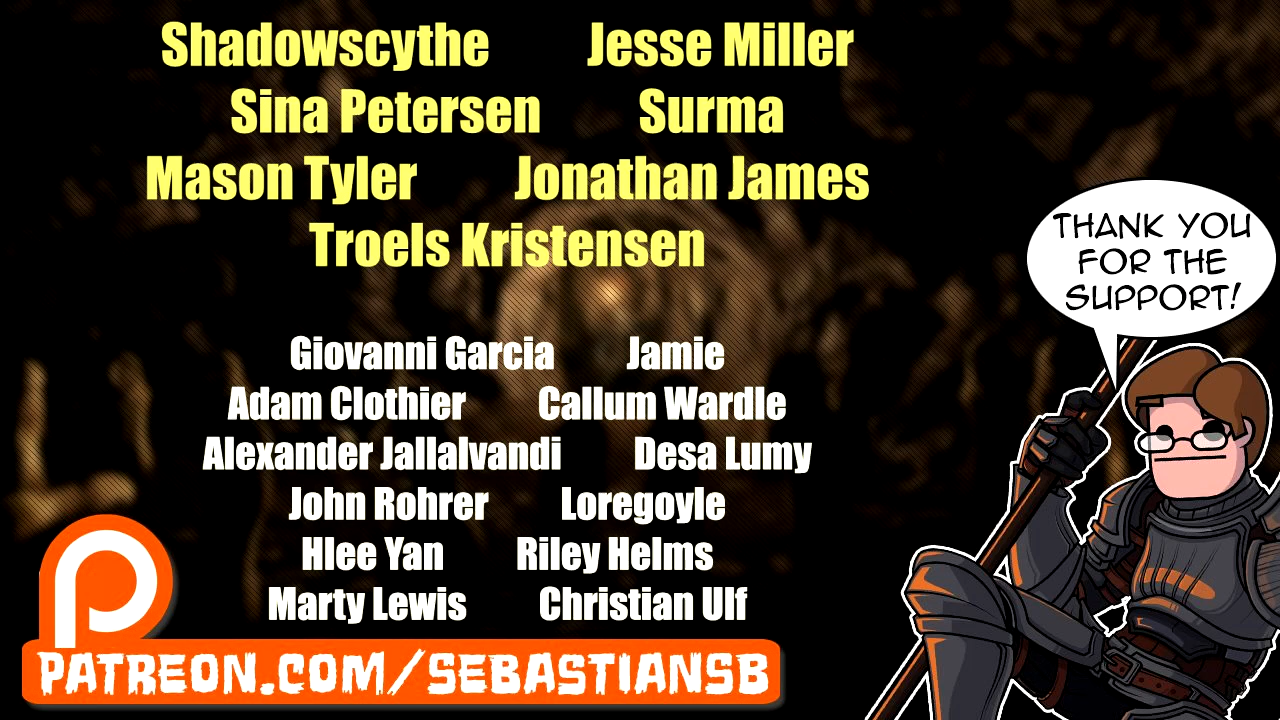 Shadowscythe Jesse Miller
Sina Petersen Surma
Mason Tyler Jonathan James
Troels Kristensen
THANK YOU
FOR THE
SUPPORT!
Giovanni Garcia Jamie
Adam Clothier Callum Wardle
Alexander Jallalvandi Desa Lumy
John Rohrer Loregoyle
Hlee Yan Riley Helms
Marty Lewis Christian Ulf
PATREON.COM/SEBASTIANSB